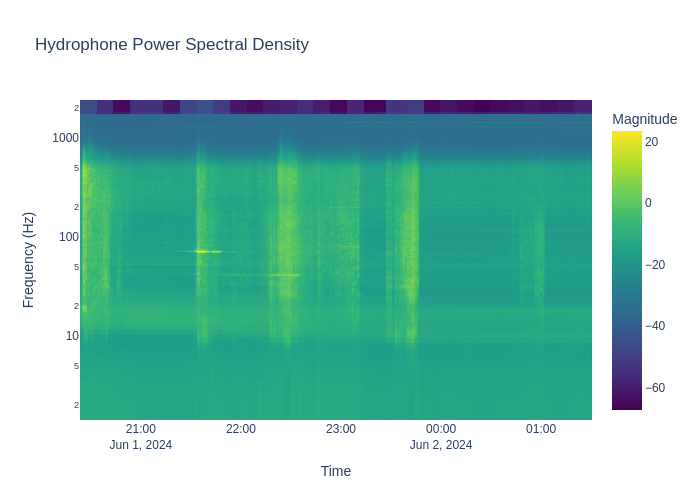 Hydrophone Power Spectral Density
Magnitude
2
1000
5
2
100
5
2
10
5
2
Frequency (Hz)
20
0
−20
−40
−60
21:00 22:00 23:00 00:00 01:00
Jun 1, 2024 Jun 2, 2024
Time